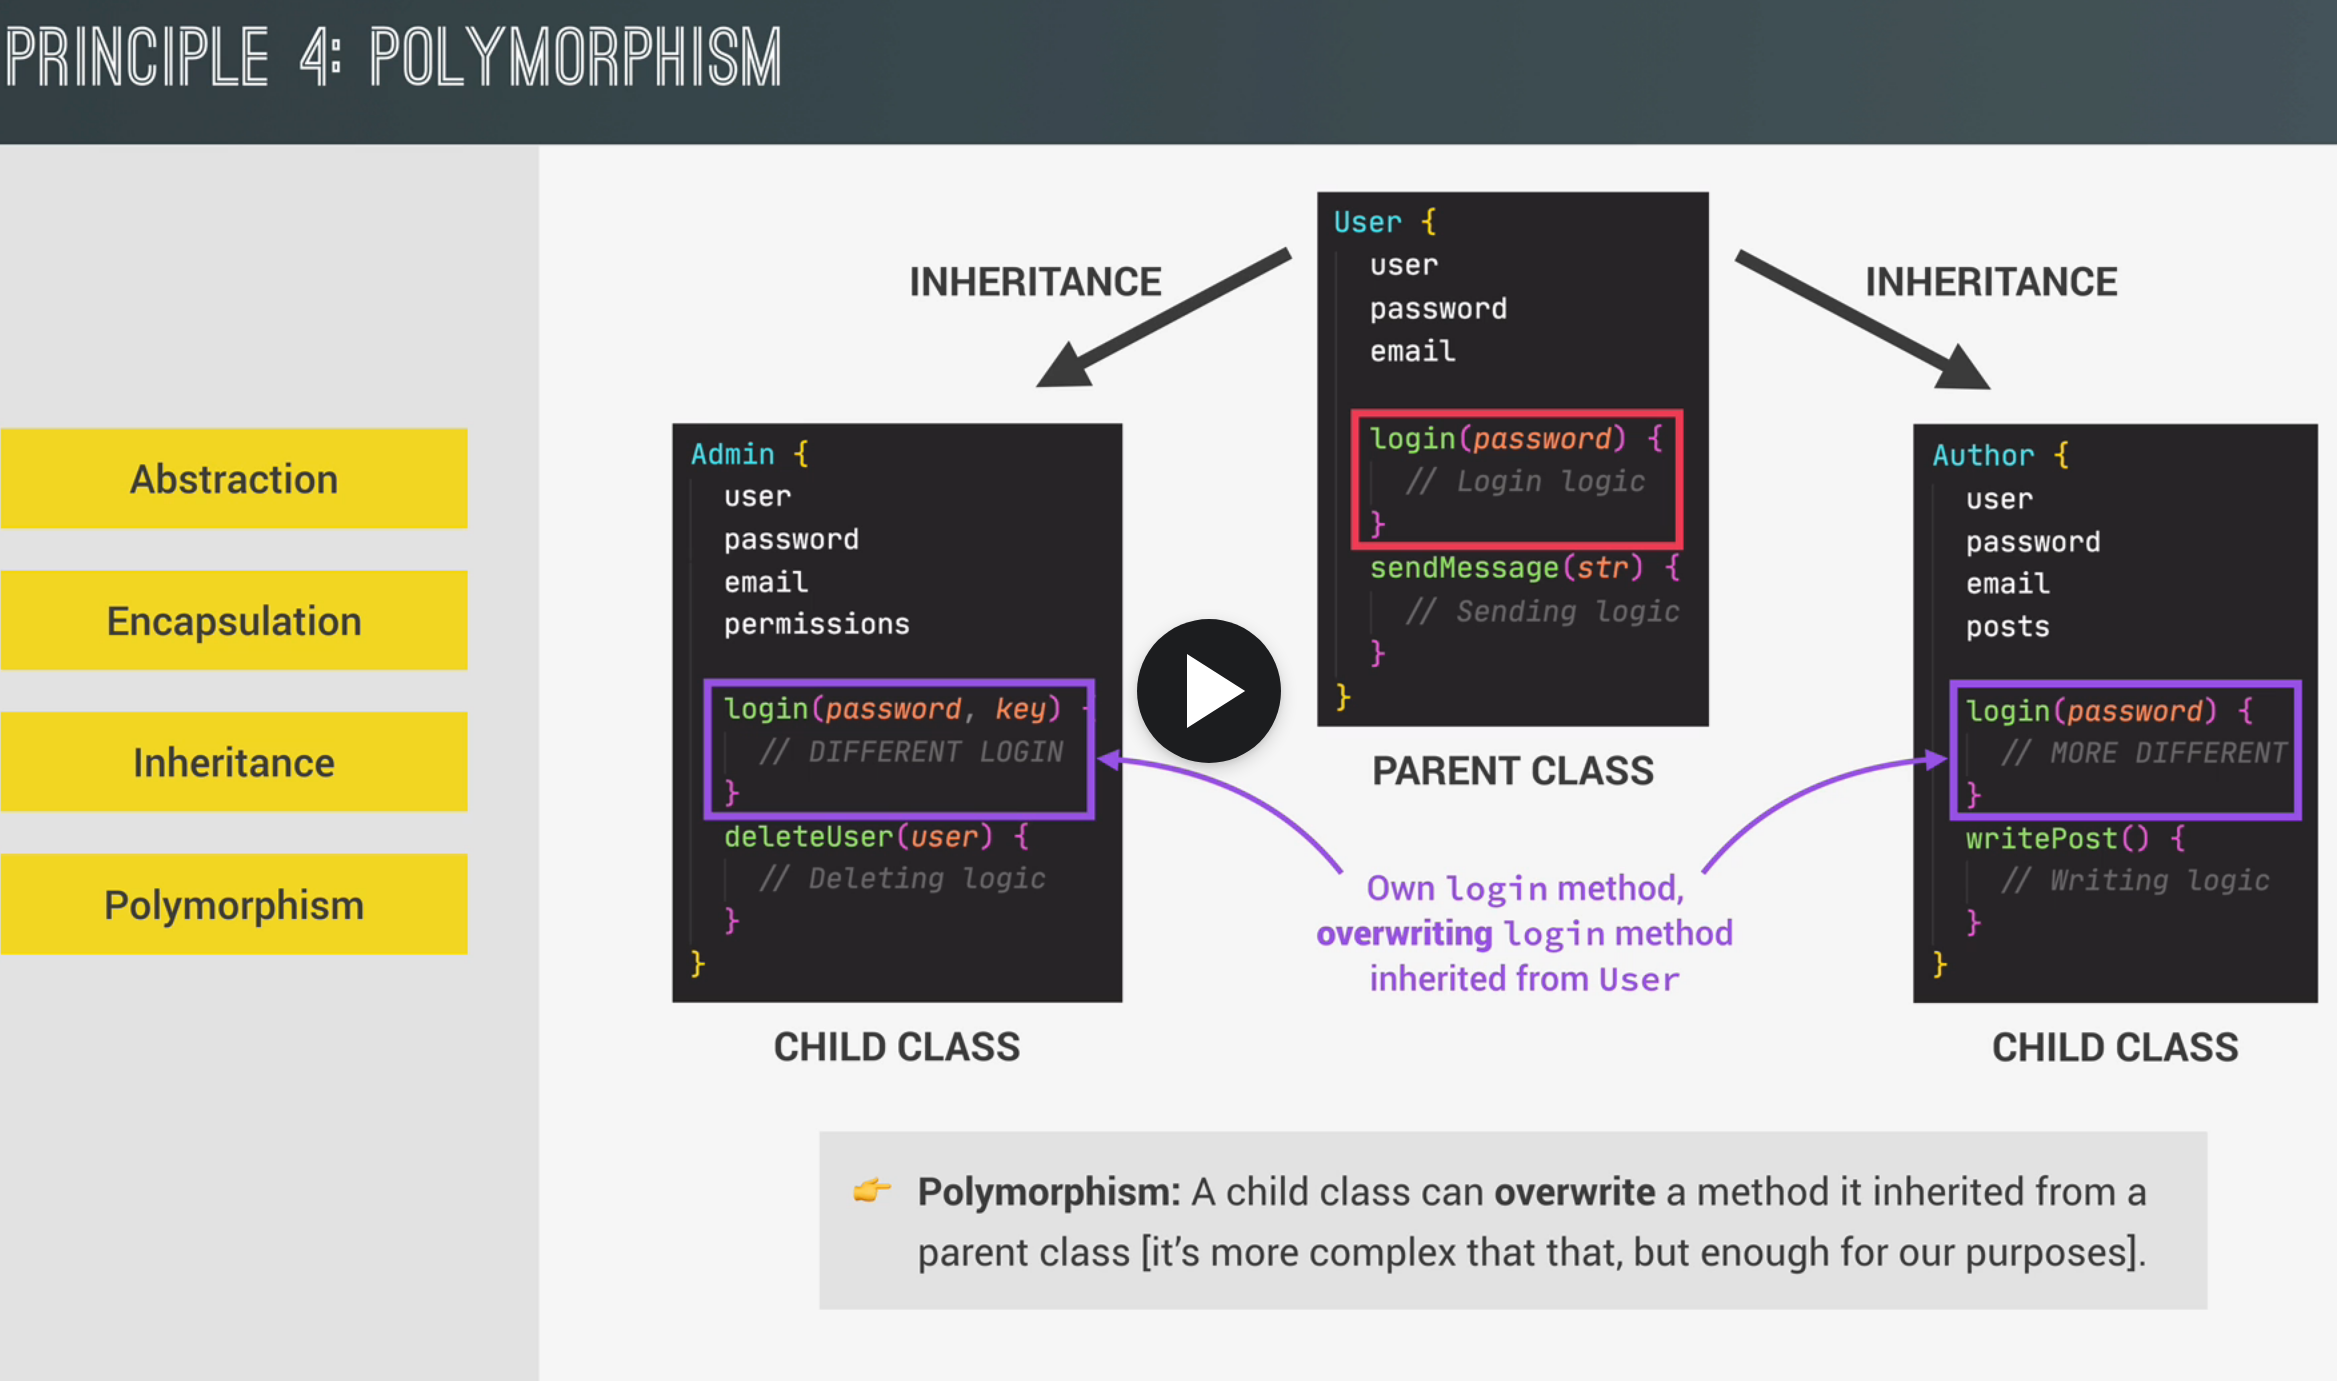 PRINCIPLE 4: POLYMORPHISM
Abstraction
Encapsulation
Inheritance
Polymorphism
INHERITANCE
INHERITANCE
User {
user
password
email
login(password) {
// Login logic
}
sendMessage(str) {
// Sending logic
}
}
PARENT CLASS
Admin {
user
password
email
permissions
login(password, key) {
// DIFFERENT LOGIN
}
deleteUser(user) {
// Deleting logic
}
}
CHILD CLASS
Author {
user
password
email
posts
login(password) {
// MORE DIFFERENT
}
writePost() {
// Writing logic
}
}
CHILD CLASS
Own login method,
overwriting login method
inherited from User
👉 Polymorphism: A child class can overwrite a method it inherited from a
parent class [it’s more complex that that, but enough for our purposes].